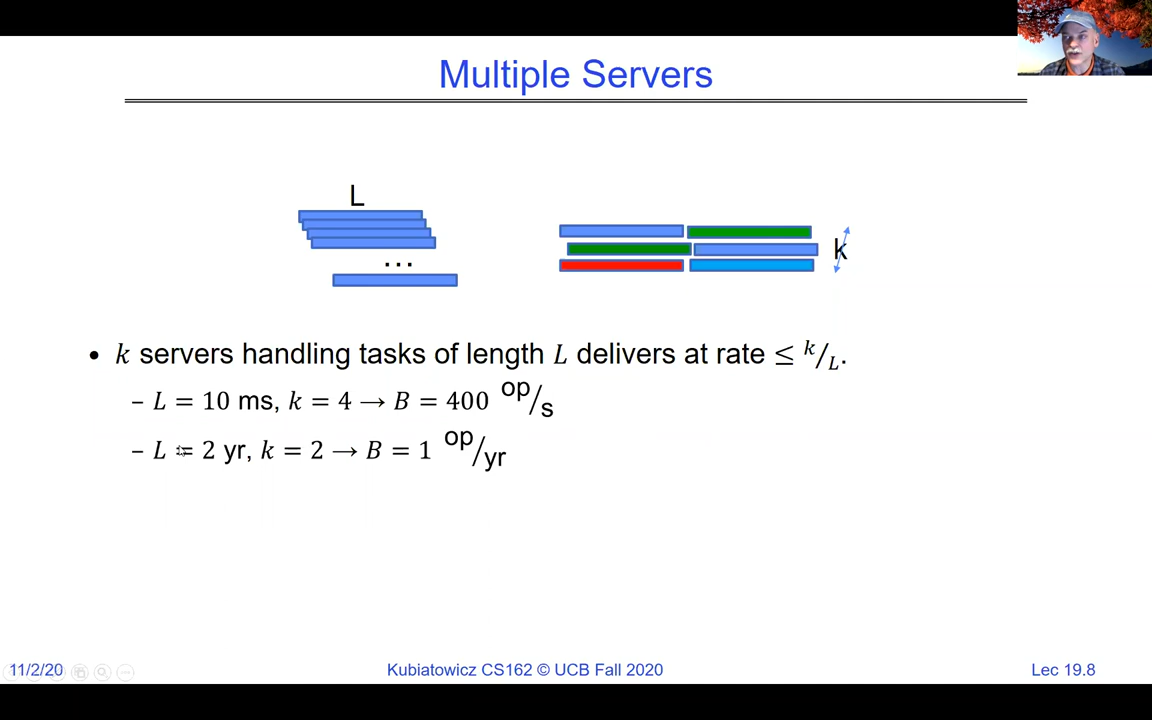 Multiple Servers
L
...
k
• k servers handling tasks of length L delivers at rate ≤ k/L.
– L = 10 ms, k = 4 → B = 400 op/s
– L = 2 yr, k = 2 → B = 1 op/yr
11/2/20
Kubiatowicz CS162 © UCB Fall 2020
Lec 19.8